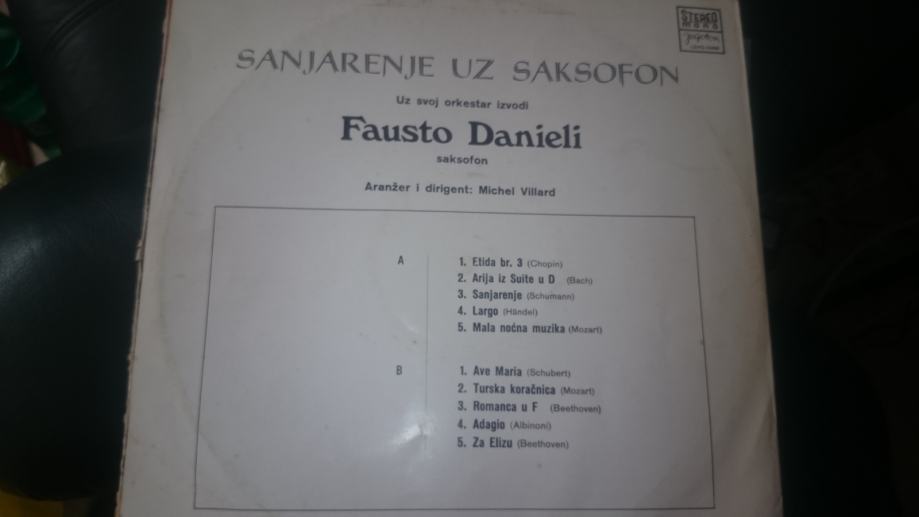 STEREO
mono
jugoton
SANJARENJE UZ SAKSOFON
Uz svoj orkestar izvodi
Fausto Danieli
saksofon
Aranžer i dirigent: Michel Villard
A
1. Etida br. 3 (Chopin)
2. Arija iz Suite u D (Bach)
3. Sanjarenje (Schumann)
4. Largo (Händel)
5. Mala noćna muzika (Mozart)
B
1. Ave Maria (Schubert)
2. Turska koračnica (Mozart)
3. Romanca u F (Beethoven)
4. Adagio (Albinoni)
5. Za Elizu (Beethoven)